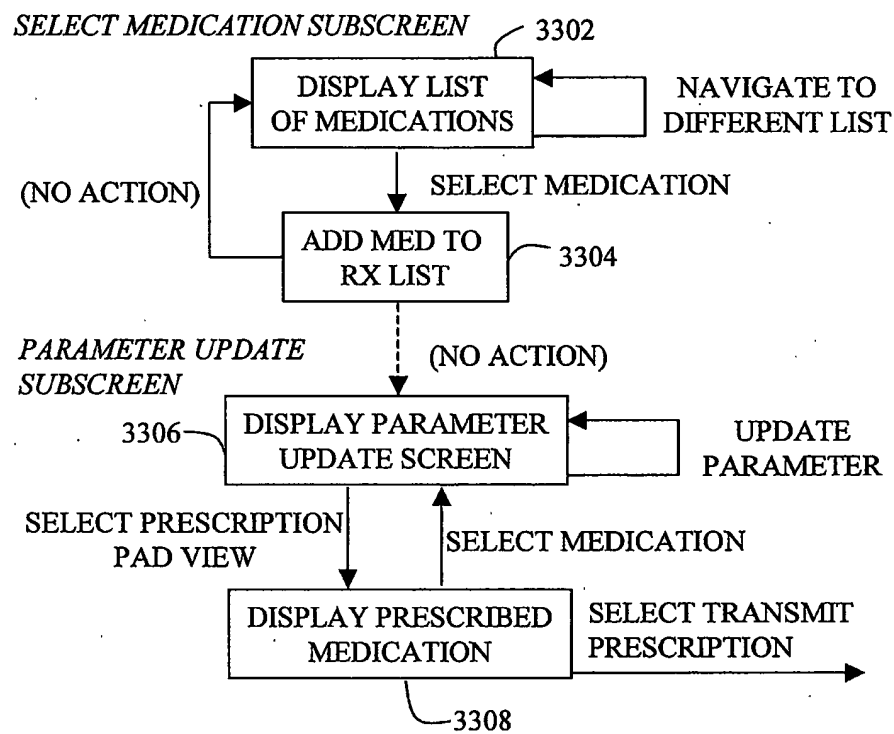 SELECT MEDICATION SUBSCREEN
3302
DISPLAY LIST
OF MEDICATIONS
NAVIGATE TO
DIFFERENT LIST
(NO ACTION)
SELECT MEDICATION
ADD MED TO
RX LIST
3304
PARAMETER UPDATE
SUBSCREEN
(NO ACTION)
3306
DISPLAY PARAMETER
UPDATE SCREEN
UPDATE
PARAMETER
SELECT PRESCRIPTION
PAD VIEW
SELECT MEDICATION
DISPLAY PRESCRIBED
MEDICATION
SELECT TRANSMIT
PRESCRIPTION
3308